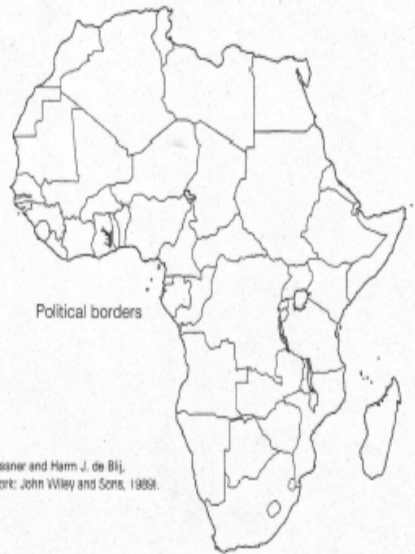 Political borders
ssner and Harm J. de Blij,
ork: John Wiley and Sons, 1989).